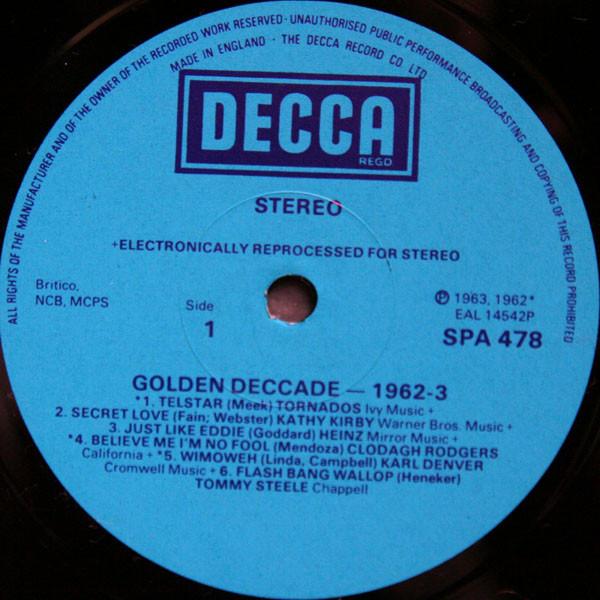 ALL RIGHTS OF THE MANUFACTURER AND OF THE OWNER OF THE RECORDED WORK RESERVED · UNAUTHORISED PUBLIC PERFORMANCE BROADCASTING AND COPYING OF THIS RECORD PROHIBITED
MADE IN ENGLAND · THE DECCA RECORD CO. LTD.
DECCA
REGD
STEREO
+ELECTRONICALLY REPROCESSED FOR STEREO
Britico,
NCB, MCPS
Side
1
℗ 1963, 1962*
EAL 14542P
SPA 478
GOLDEN DECCADE — 1962-3
*1. TELSTAR (Meek) TORNADOS Ivy Music +
2. SECRET LOVE (Fain; Webster) KATHY KIRBY Warner Bros. Music +
3. JUST LIKE EDDIE (Goddard) HEINZ Mirror Music +
*4. BELIEVE ME I'M NO FOOL (Mendoza) CLODAGH RODGERS
California + *5. WIMOWEH (Linda, Campbell) KARL DENVER
Cromwell Music + 6. FLASH BANG WALLOP (Heneker)
TOMMY STEELE Chappell